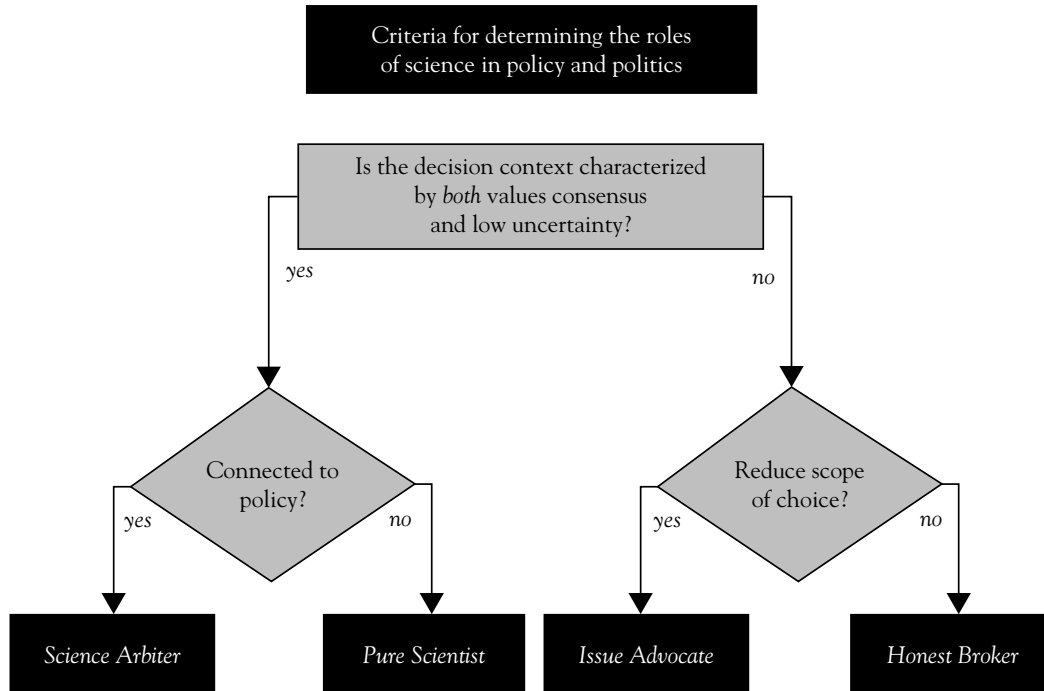 Criteria for determining the roles
of science in policy and politics
Is the decision context characterized
by both values consensus
and low uncertainty?
yes
no
Connected to
policy?
yes
no
Reduce scope
of choice?
yes
no
Science Arbiter
Pure Scientist
Issue Advocate
Honest Broker